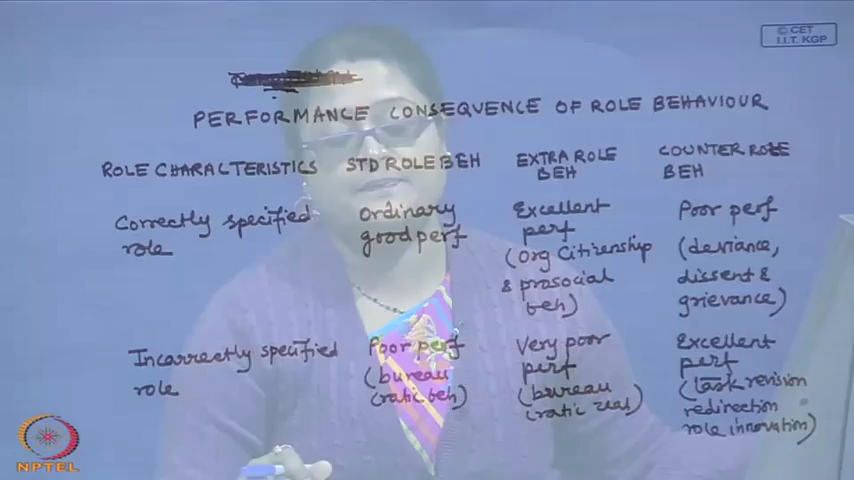 © CET
I.I.T. KGP
PERFORMANCE CONSEQUENCE OF ROLE BEHAVIOUR
ROLE CHARACTERISTICS STD ROLE BEH EXTRA ROLE BEH COUNTER ROLE BEH
Correctly specified role
Ordinary good perf
Excellent perf
(Org Citizenship
& prosocial
beh)
Poor perf
(deviance,
dissent &
grievance)
Incorrectly specified role
Poor perf
(bureau
cratic beh)
Very poor
perf
(bureau
cratic zeal)
Excellent
perf
(task revision
redirection
role innovation)
NPTEL